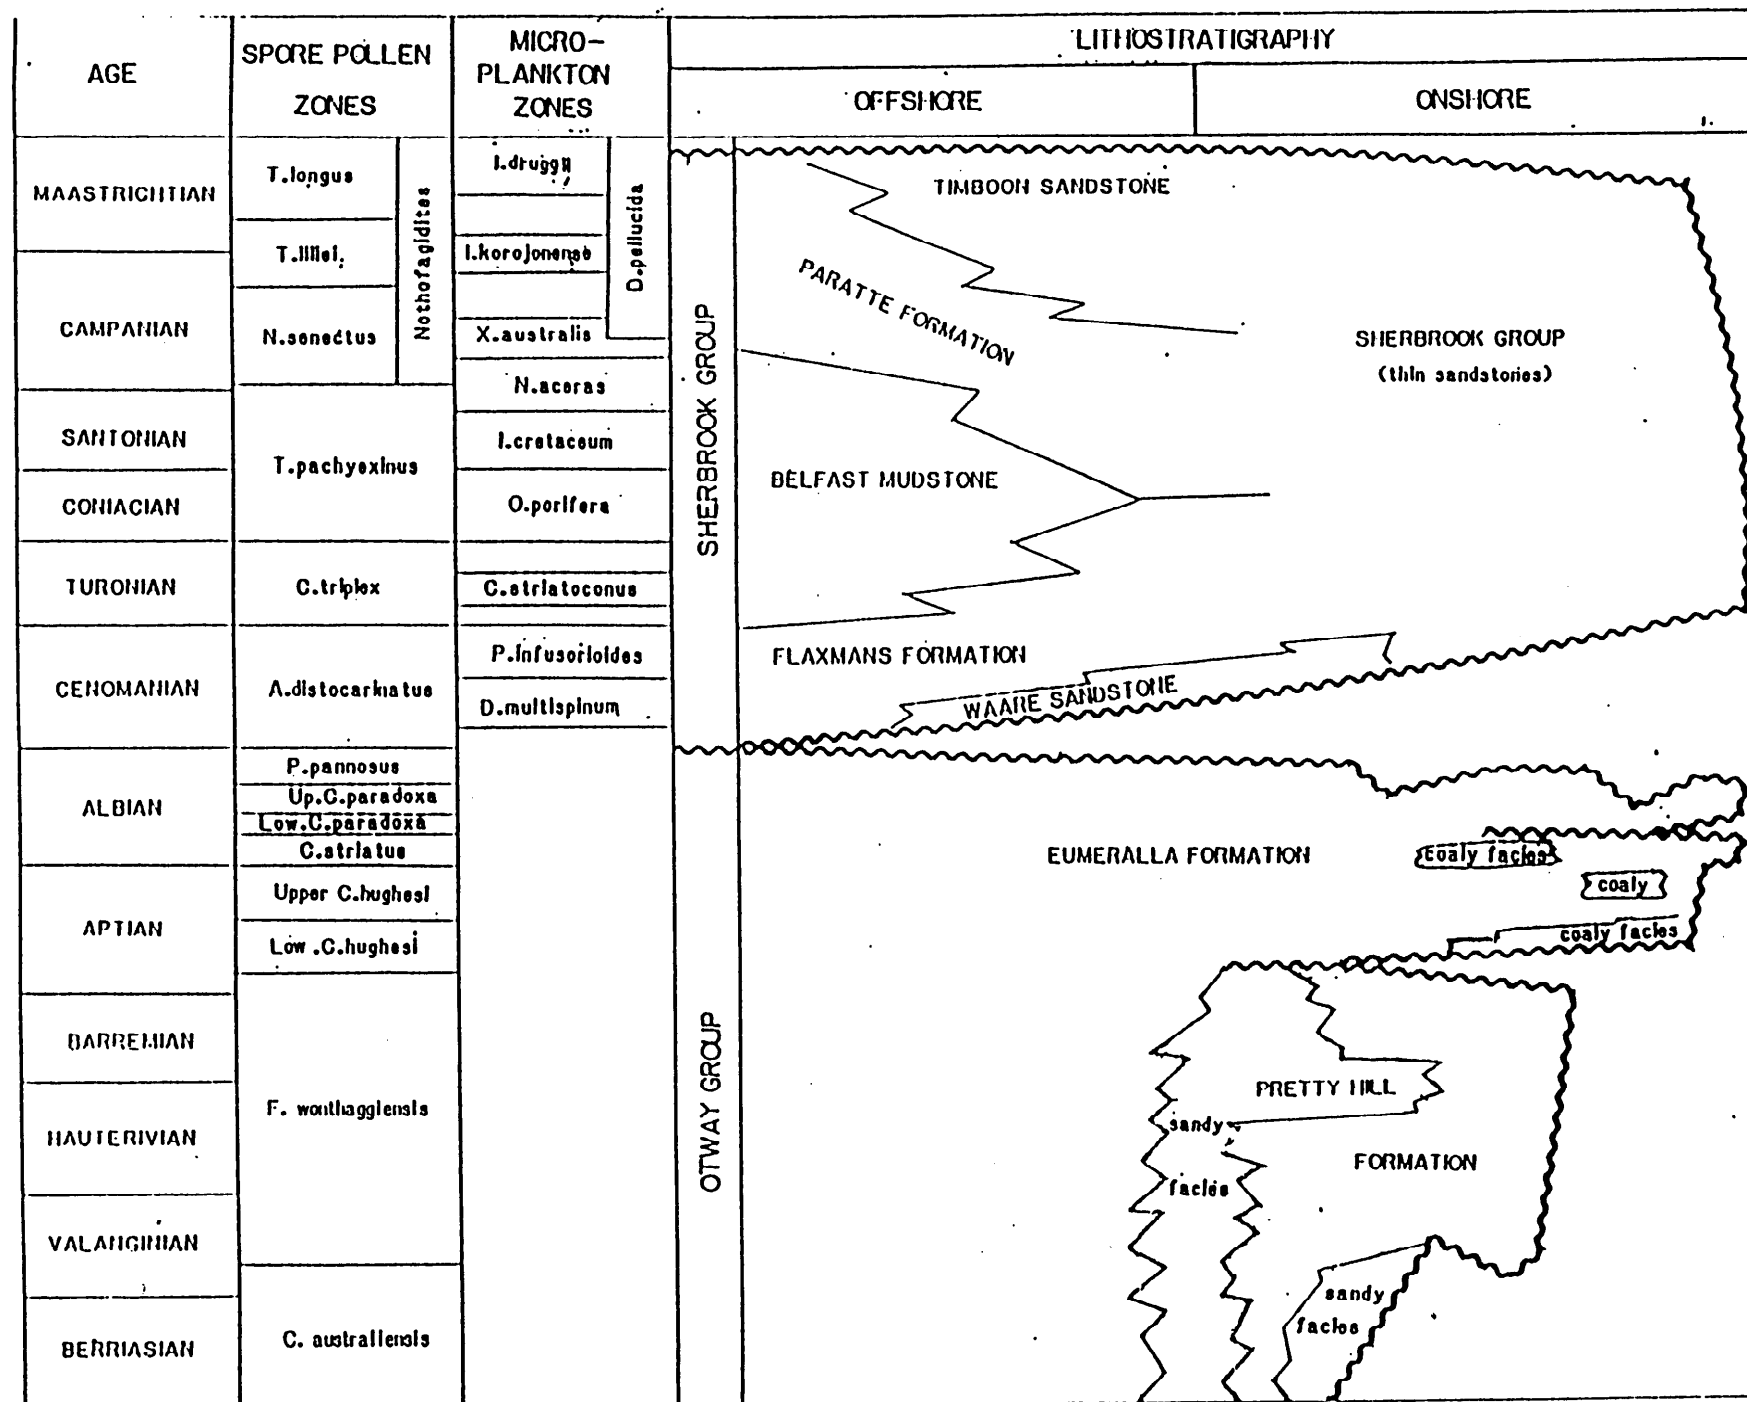 AGE
SPORE POLLEN
ZONES
MICRO-
PLANKTON
ZONES
LITHOSTRATIGRAPHY
OFFSHORE
ONSHORE
MAASTRICHTIAN
CAMPANIAN
SANTONIAN
CONIACIAN
TURONIAN
CENOMANIAN
ALBIAN
APTIAN
BARREMIAN
HAUTERIVIAN
VALANGINIAN
BERRIASIAN
T.longus
T.lillei.
N.senectus
Nothofagidites
T.pachyexinus
C.triplex
A.distocarinatus
P.pannosus
Up.C.paradoxa
Low.C.paradoxa
C.striatus
Upper C.hughesi
Low.C.hughesi
F. wonthaggiensis
C. australiensis
I.druggii
I.korojonense
X.australis
D.pellucida
N.aceras
I.cretaceum
O.porifera
C.striatoconus
P.infusorioides
D.multispinum
SHERBROOK GROUP
OTWAY GROUP
TIMBOON SANDSTONE
PARATTE FORMATION
SHERBROOK GROUP
(thin sandstones)
BELFAST MUDSTONE
FLAXMANS FORMATION
WAARE SANDSTONE
EUMERALLA FORMATION
coaly facies
coaly
coaly facies
PRETTY HILL
FORMATION
sandy
facies
sandy
facies